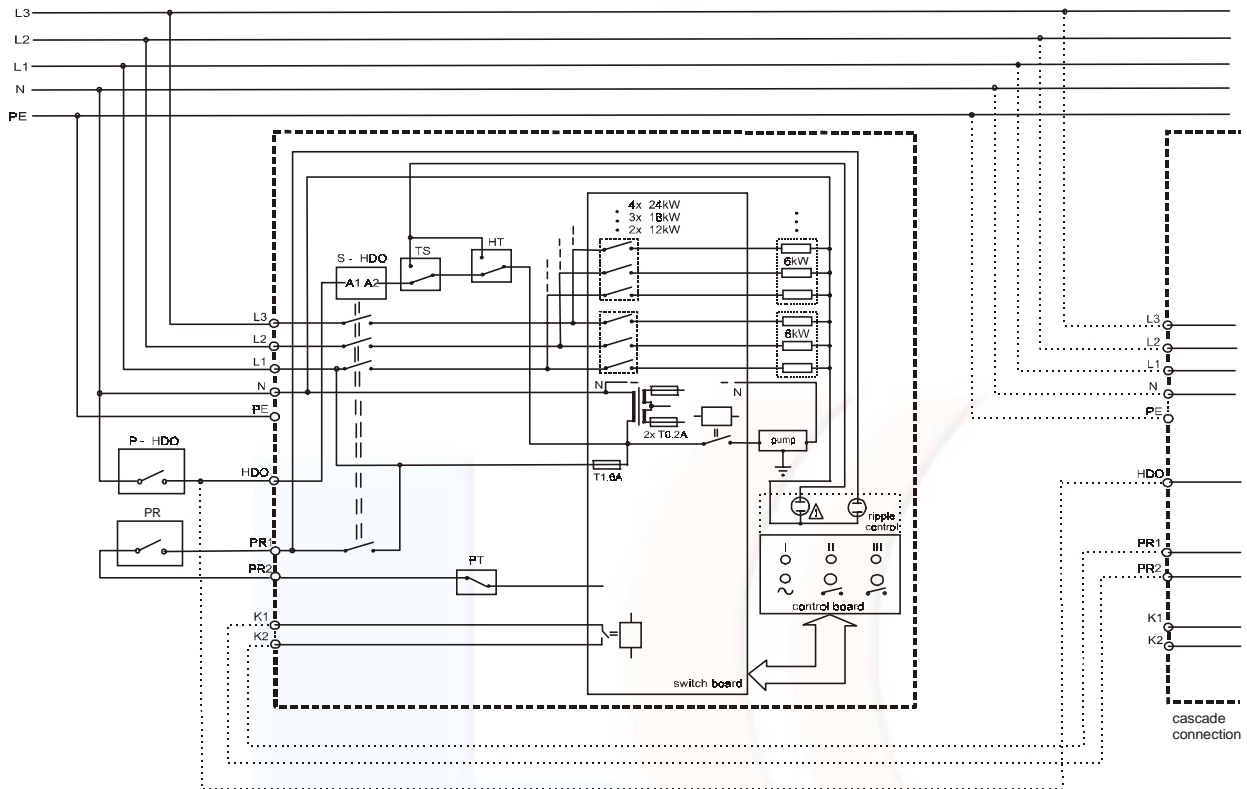 L3
L2
L1
N
PE
4x 24kW
3x 18kW
2x 12kW
HT
TS
S - HDO
A1 A2
6kW
6kW
L3
L2
L1
N
PE
N
N
2x T0.2A
pump
T1.6A
P - HDO
HDO
PR
PR1
PR2
PT
K1
K2
ripple
control
I II III
control board
switch board
L3
L2
L1
N
PE
HDO
PR1
PR2
K1
K2
cascade
connection